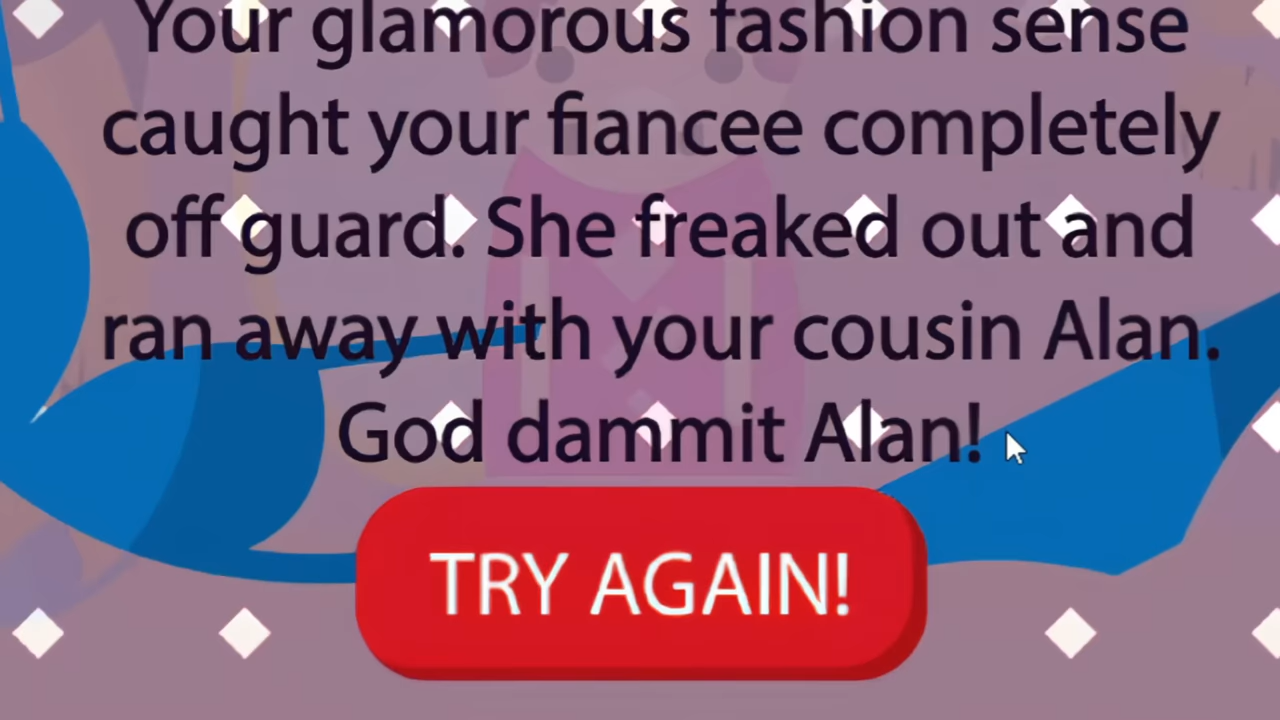 Your glamorous fashion sense
caught your fiancee completely
off guard. She freaked out and
ran away with your cousin Alan.
God dammit Alan!
TRY AGAIN!